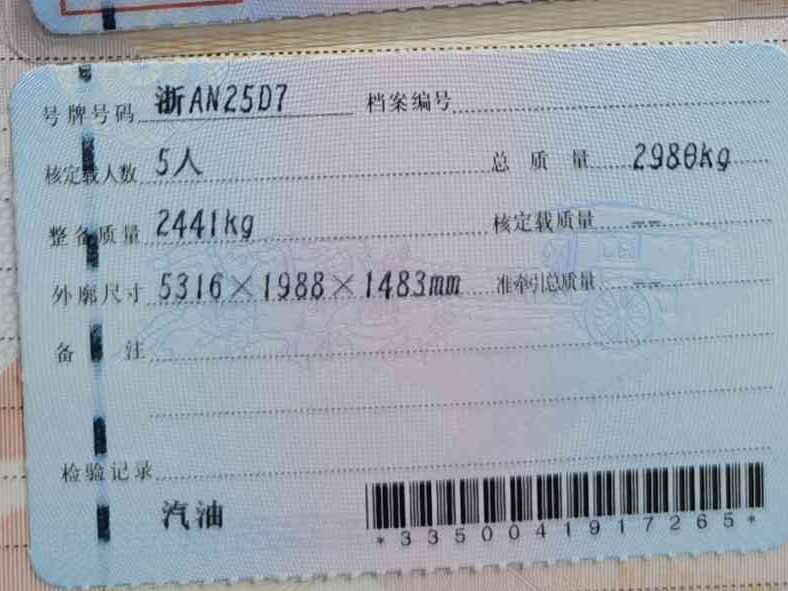 号牌号码 浙AN25D7 档案编号
核定载人数 5人 总质量 2980kg
整备质量 2441kg 核定载质量 --
外廓尺寸 5316×1988×1483mm 准牵引总质量 --
备注
检验记录
汽油
*3350041917265*